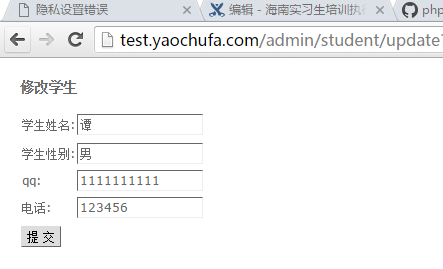 隐私设置错误
编辑 - 海南实习生培训执
php
test.yaochufa.com/admin/student/update?
修改学生
学生姓名: 谭
学生性别: 男
qq: 1111111111
电话: 123456
提 交